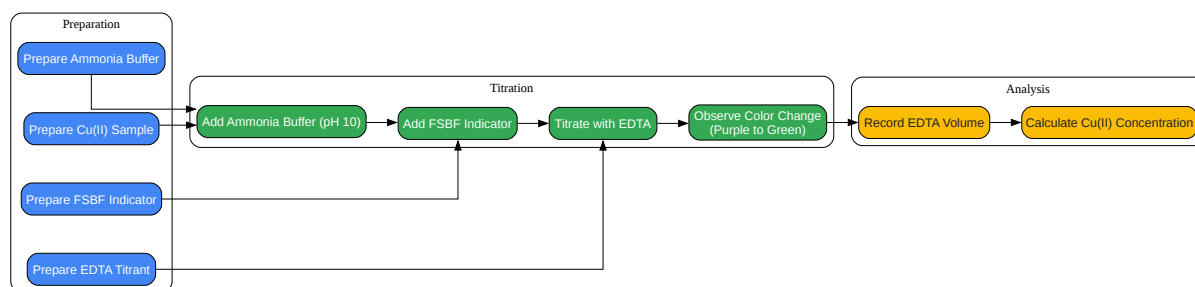 Preparation
Prepare Ammonia Buffer
Prepare Cu(II) Sample
Prepare FSBF Indicator
Prepare EDTA Titrant
Titration
Add Ammonia Buffer (pH 10)
Add FSBF Indicator
Titrate with EDTA
Observe Color Change
(Purple to Green)
Analysis
Record EDTA Volume
Calculate Cu(II) Concentration